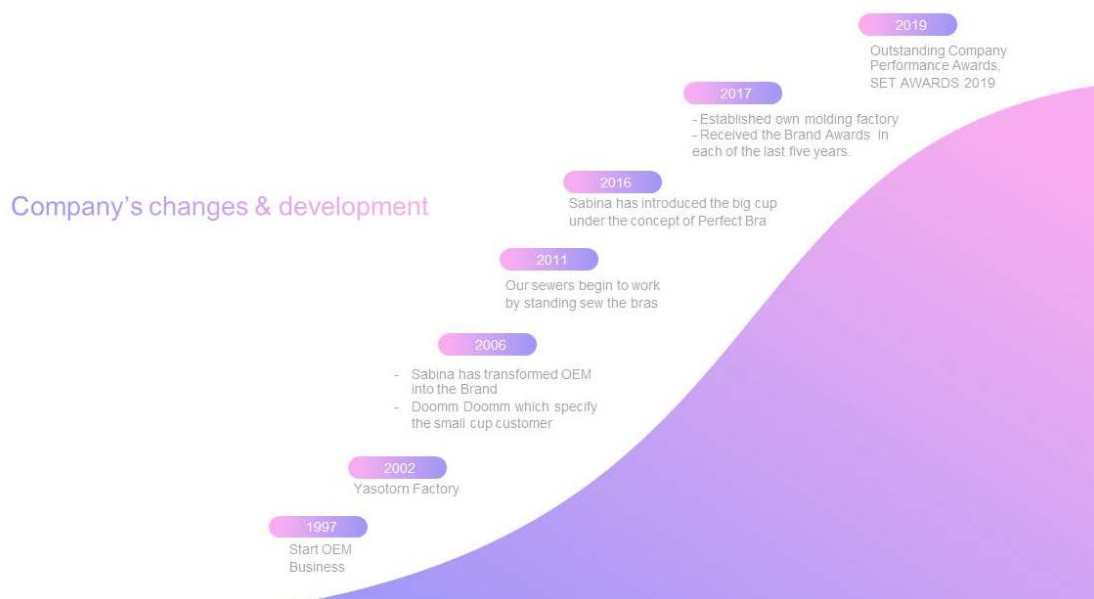 2019
Outstanding Company
Performance Awards,
SET AWARDS 2019
2017
- Established own molding factory
- Received the Brand Awards in
each of the last five years.
2016
Sabina has introduced the big cup
under the concept of Perfect Bra
Company's changes & development
2011
Our sewers begin to work
by standing sew the bras
2006
- Sabina has transformed OEM
into the Brand
- Doomm Doomm which specify
the small cup customer
2002
Yasotorn Factory
1997
Start OEM
Business